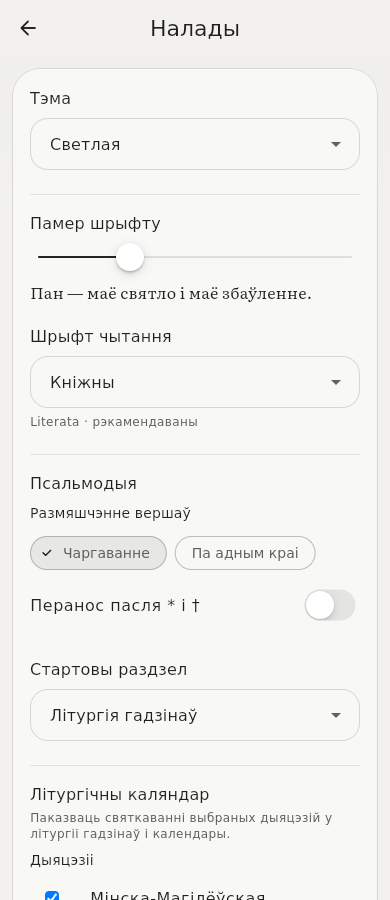 Налады
Тэма
Светлая
Памер шрыфту
Пан — маё святло і маё збаўленне.
Шрыфт чытання
Кніжны
Literata · рэкамендаваны
Псальмодыя
Размяшчэнне вершаў
Чаргаванне
Па адным краі
Перанос пасля * і †
Стартовы раздзел
Літургія гадзінаў
Літургічны каляндар
Паказваць святкаванні выбраных дыяцэзій у
літургіі гадзінаў і календары.
Дыяцэзіі
Мінска-Магілёўская